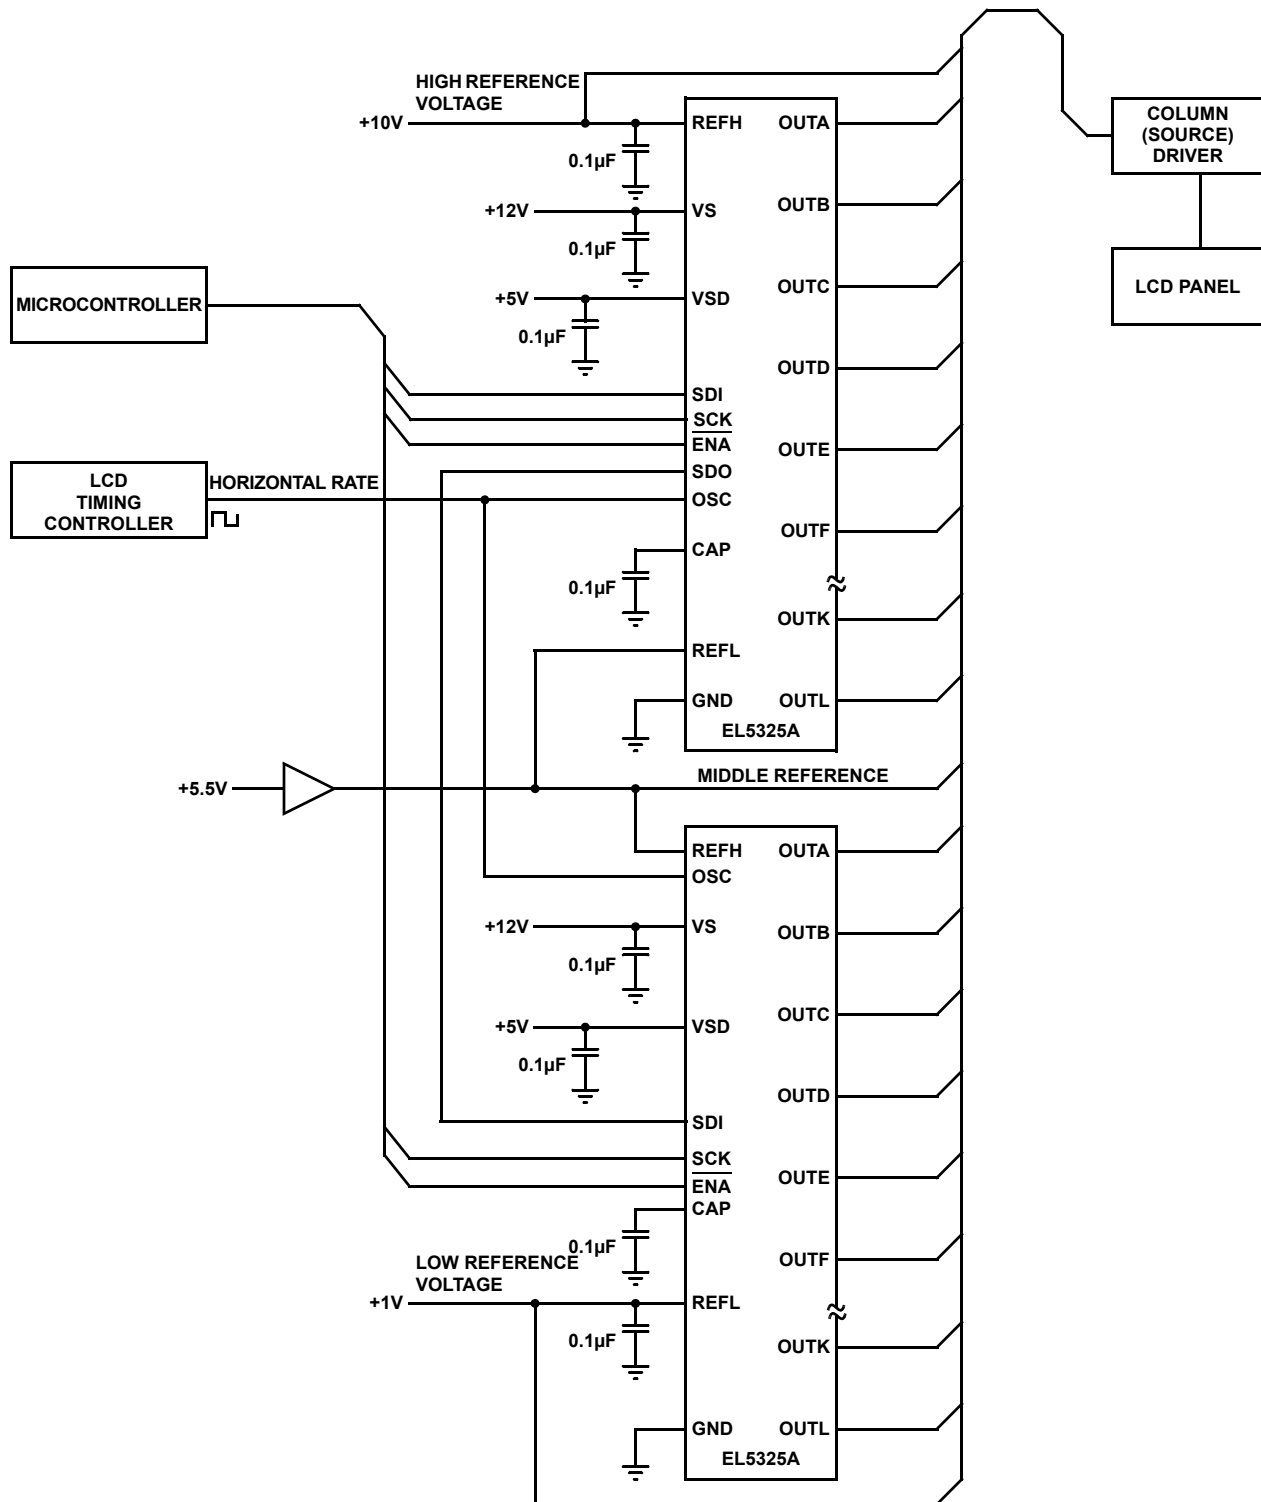 HIGH REFERENCE
VOLTAGE
+10V
REFH
OUTA
0.1µF
+12V
VS
OUTB
0.1µF
+5V
VSD
OUTC
0.1µF
OUTD
COLUMN
(SOURCE)
DRIVER
LCD PANEL
MICROCONTROLLER
SDI
SCK
ENA
SDO
OSC
OUTE
LCD
TIMING
CONTROLLER
HORIZONTAL RATE
OUTF
CAP
0.1µF
OUTK
REFL
GND
OUTL
EL5325A
+5.5V
MIDDLE REFERENCE
REFH
OUTA
OSC
+12V
VS
OUTB
0.1µF
+5V
VSD
OUTC
0.1µF
OUTD
SDI
SCK
ENA
CAP
OUTE
0.1µF
OUTF
LOW REFERENCE
VOLTAGE
+1V
REFL
0.1µF
OUTK
GND
OUTL
EL5325A